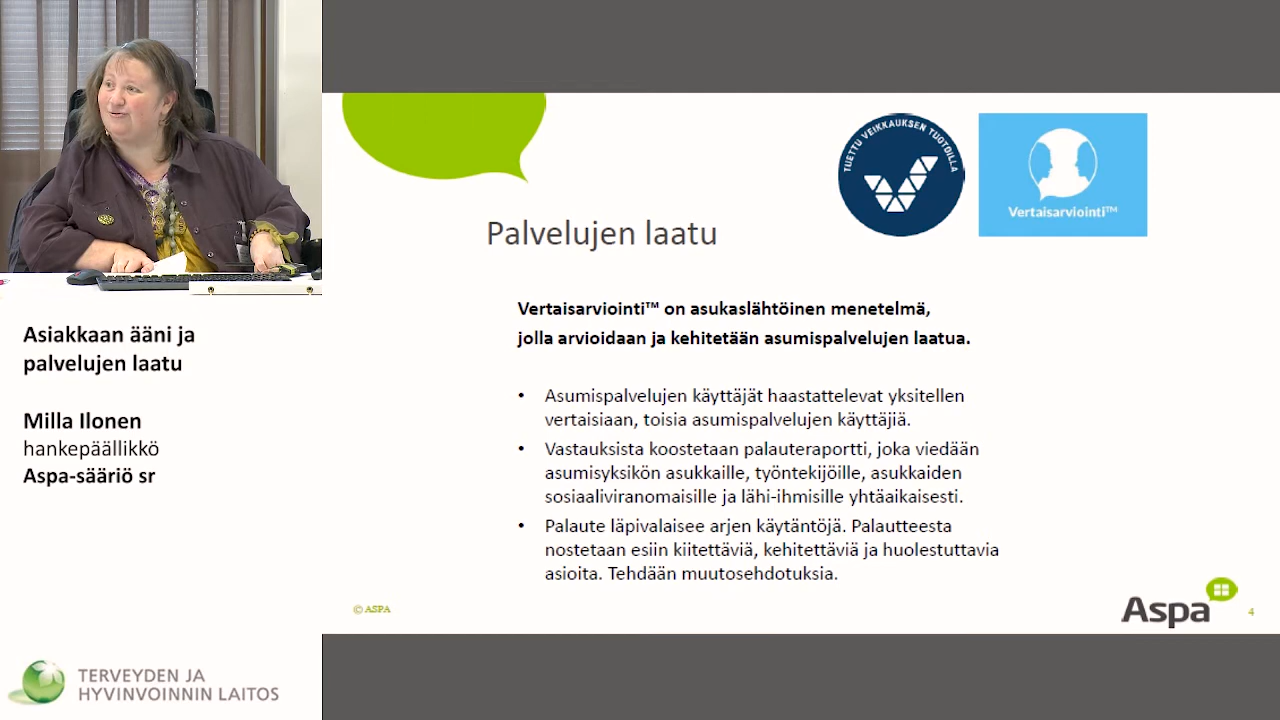 Asiakkaan ääni ja
palvelujen laatu
Milla Ilonen
hankepäällikkö
Aspa-sääriö sr
TERVEYDEN JA
HYVINVOINNIN LAITOS
TUETTU VEIKKAUKSEN TUOTOILLA
Vertaisarviointi™
Palvelujen laatu
Vertaisarviointi™ on asukaslähtöinen menetelmä,
jolla arvioidaan ja kehitetään asumispalvelujen laatua.
• Asumispalvelujen käyttäjät haastattelevat yksitellen
vertaisiaan, toisia asumispalvelujen käyttäjiä.
• Vastauksista koostetaan palauteraportti, joka viedään
asumisyksikön asukkaille, työntekijöille, asukkaiden
sosiaaliviranomaisille ja lähi-ihmisille yhtäaikaisesti.
• Palaute läpivalaisee arjen käytäntöjä. Palautteesta
nostetaan esiin kiitettäviä, kehitettäviä ja huolestuttavia
asioita. Tehdään muutosehdotuksia.
© ASPA
Aspa
4